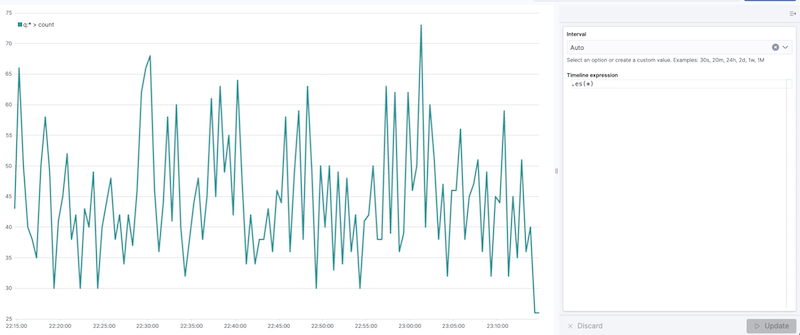 75
q:* > count
70
65
60
55
50
45
40
35
30
25
22:15:00 22:20:00 22:25:00 22:30:00 22:35:00 22:40:00 22:45:00 22:50:00 22:55:00 23:00:00 23:05:00 23:10:00
Interval
Auto
Select an option or create a custom value. Examples: 30s, 20m, 24h, 2d, 1w, 1M
Timeline expression
.es(*)
Discard
Update